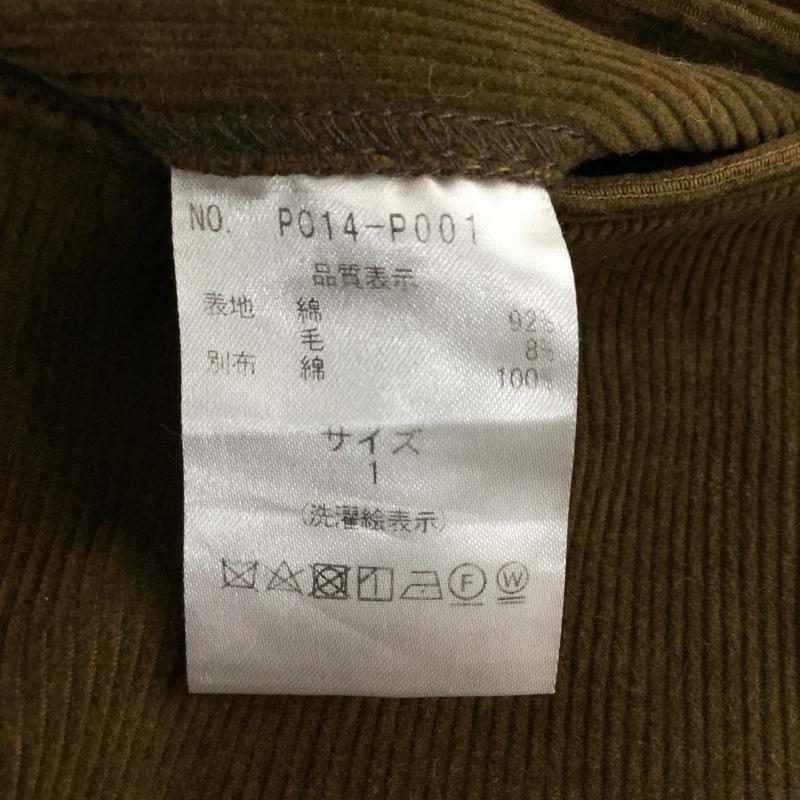 NO. P014-P001
品質表示
表地 綿 92%
毛 8%
別布 綿 100%
サイズ
1
(洗濯絵表示)
F W